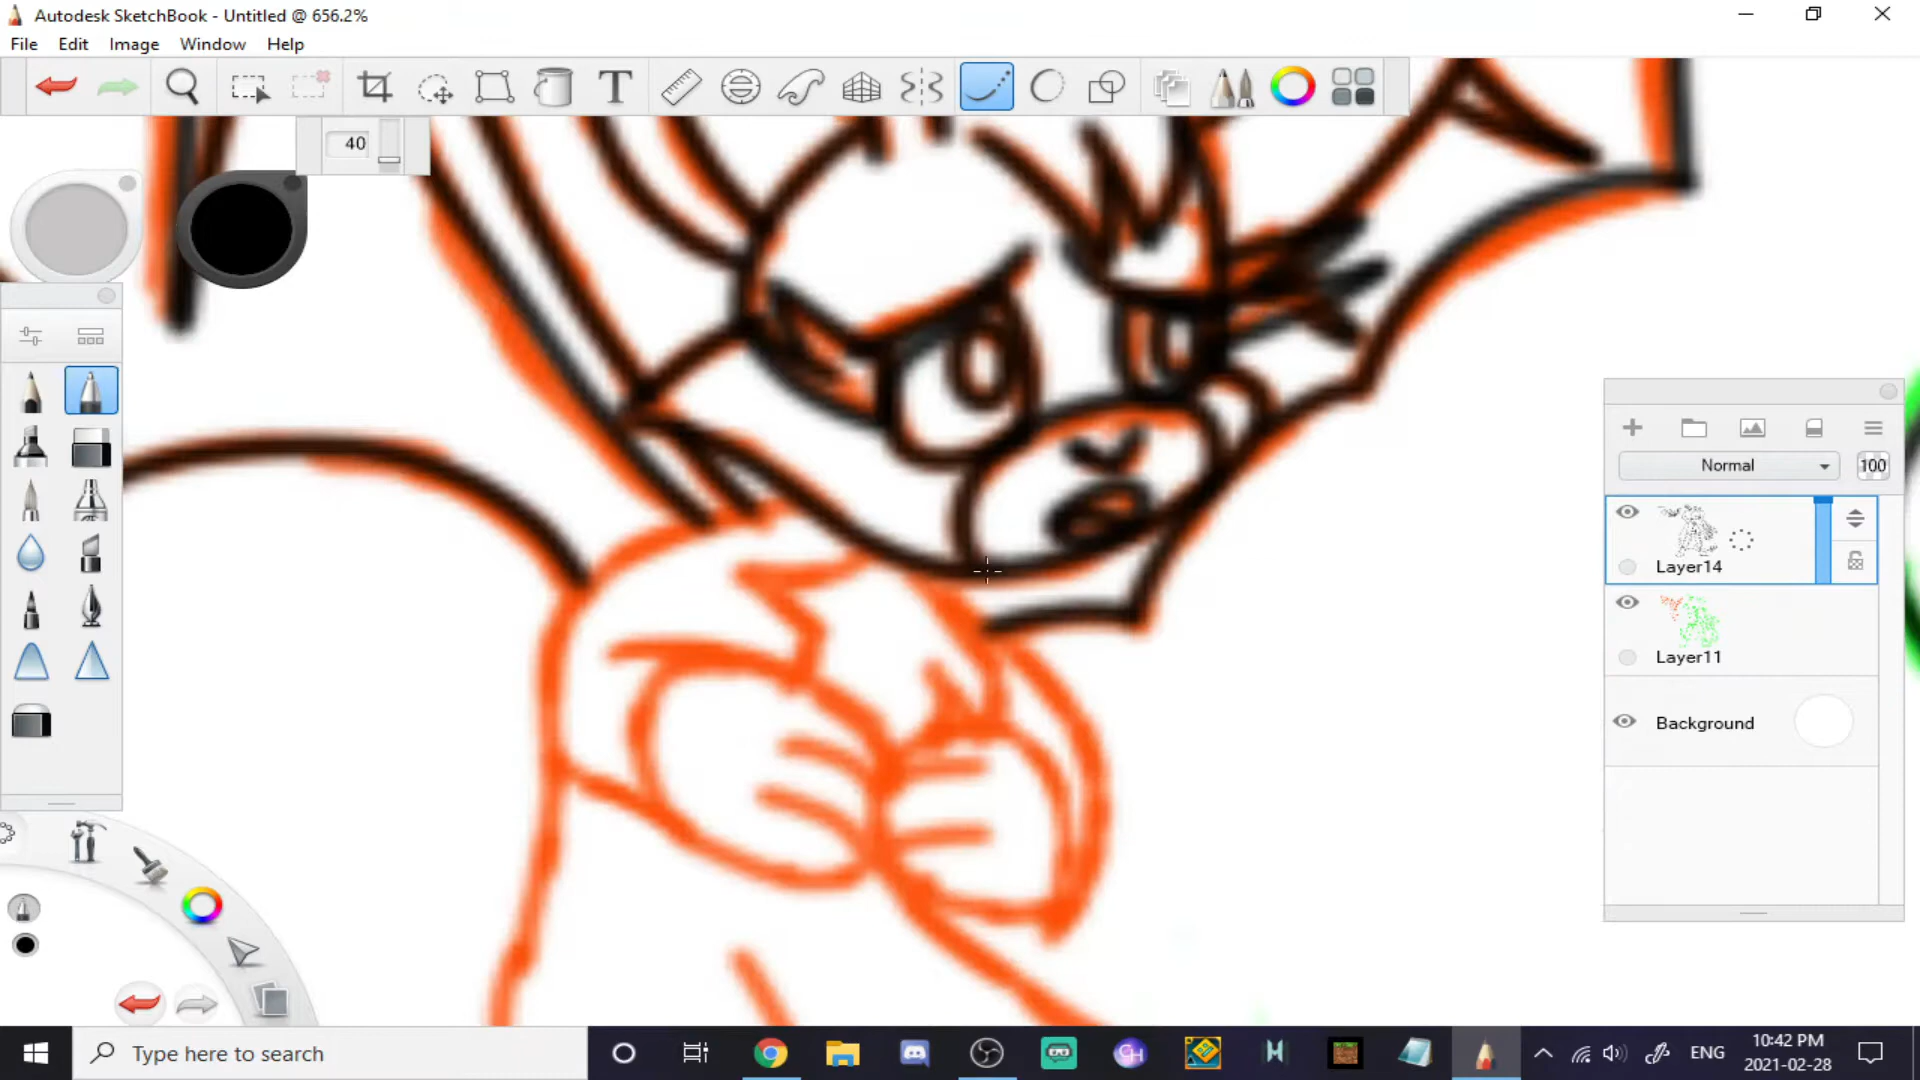 Autodesk SketchBook - Untitled @ 656.2%
File Edit Image Window Help
T
40
Normal
100
Layer14
Layer11
Background
Type here to search
CH
H
ENG
10:42 PM
2021-02-28